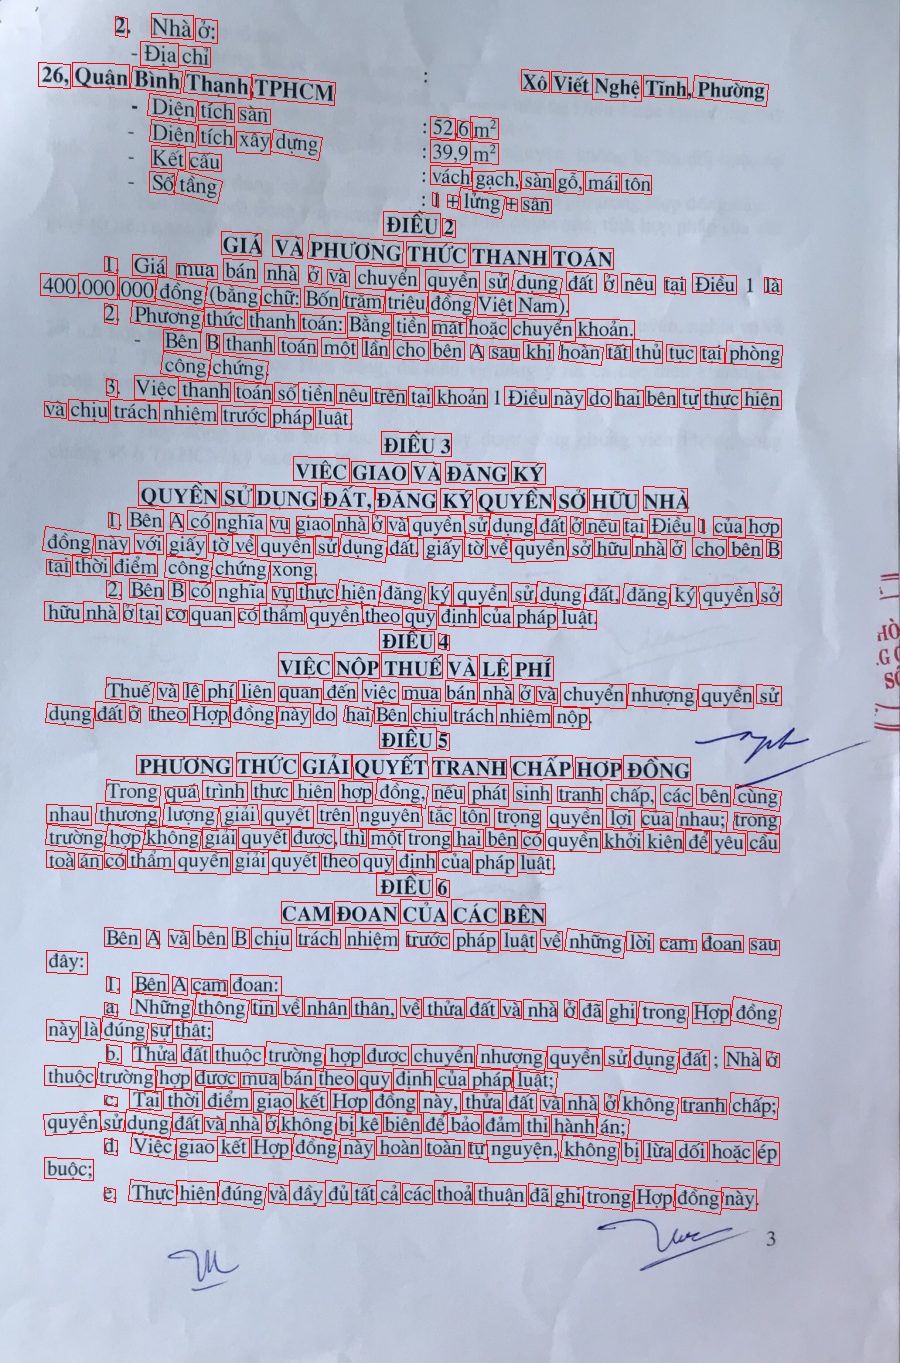 2. Nhà ở:
- Địa chỉ : Xô Viết Nghệ Tĩnh, Phường
26, Quận Bình Thạnh, TPHCM
- Diện tích sàn : 52,6 m²
- Diện tích xây dựng : 39,9 m²
- Kết cấu : vách gạch, sàn gỗ, mái tôn
- Số tầng : 1 + lửng + sân
ĐIỀU 2
GIÁ VÀ PHƯƠNG THỨC THANH TOÁN
1. Giá mua bán nhà ở và chuyển quyền sử dụng đất ở nêu tại Điều 1 là
400.000.000 đồng (bằng chữ: Bốn trăm triệu đồng Việt Nam).
2. Phương thức thanh toán: Bằng tiền mặt hoặc chuyển khoản.
- Bên B thanh toán một lần cho bên A sau khi hoàn tất thủ tục tại phòng
công chứng.
3. Việc thanh toán số tiền nêu trên tại khoản 1 Điều này do hai bên tự thực hiện
và chịu trách nhiệm trước pháp luật.
ĐIỀU 3
VIỆC GIAO VÀ ĐĂNG KÝ
QUYỀN SỬ DỤNG ĐẤT, ĐĂNG KÝ QUYỀN SỞ HỮU NHÀ
1. Bên A có nghĩa vụ giao nhà ở và quyền sử dụng đất ở nêu tại Điều 1 của hợp
đồng này với giấy tờ về quyền sử dụng đất, giấy tờ về quyền sở hữu nhà ở cho bên B
tại thời điểm công chứng xong.
2. Bên B có nghĩa vụ thực hiện đăng ký quyền sử dụng đất, đăng ký quyền sở
hữu nhà ở tại cơ quan có thẩm quyền theo quy định của pháp luật.
ĐIỀU 4
VIỆC NỘP THUẾ VÀ LỆ PHÍ
Thuế và lệ phí liên quan đến việc mua bán nhà ở và chuyển nhượng quyền sử
dụng đất ở theo Hợp đồng này do hai Bên chịu trách nhiệm nộp.
ĐIỀU 5
PHƯƠNG THỨC GIẢI QUYẾT TRANH CHẤP HỢP ĐỒNG
Trong quá trình thực hiện hợp đồng, nếu phát sinh tranh chấp, các bên cùng
nhau thương lượng giải quyết trên nguyên tắc tôn trọng quyền lợi của nhau; trong
trường hợp không giải quyết được, thì một trong hai bên có quyền khởi kiện để yêu cầu
toà án có thẩm quyền giải quyết theo quy định của pháp luật.
ĐIỀU 6
CAM ĐOAN CỦA CÁC BÊN
Bên A và bên B chịu trách nhiệm trước pháp luật về những lời cam đoan sau
đây:
1. Bên A cam đoan:
a. Những thông tin về nhân thân, về thửa đất và nhà ở đã ghi trong Hợp đồng
này là đúng sự thật;
b. Thửa đất thuộc trường hợp được chuyển nhượng quyền sử dụng đất ; Nhà ở
thuộc trường hợp được mua bán theo quy định của pháp luật;
c. Tại thời điểm giao kết Hợp đồng này, thửa đất và nhà ở không tranh chấp;
quyền sử dụng đất và nhà ở không bị kê biên để bảo đảm thi hành án;
d. Việc giao kết Hợp đồng này hoàn toàn tự nguyện, không bị lừa dối hoặc ép
buộc;
e. Thực hiện đúng và đầy đủ tất cả các thoả thuận đã ghi trong Hợp đồng này.
3